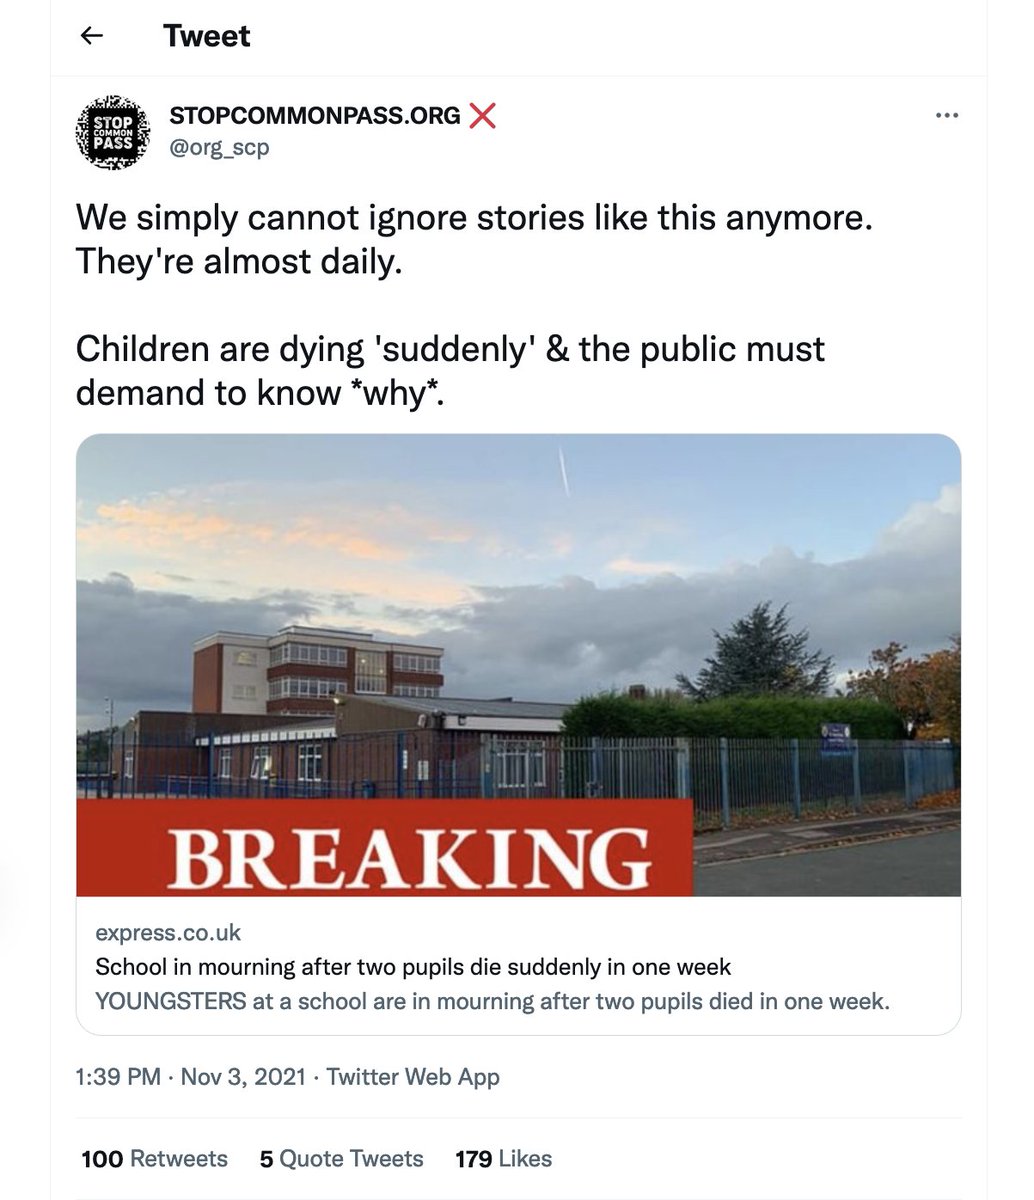 ← Tweet
STOP
COMMON
PASS
STOPCOMMONPASS.ORG ❌
@org_scp
We simply cannot ignore stories like this anymore.
They're almost daily.
Children are dying 'suddenly' & the public must
demand to know *why*.
BREAKING
express.co.uk
School in mourning after two pupils die suddenly in one week
YOUNGSTERS at a school are in mourning after two pupils died in one week.
1:39 PM · Nov 3, 2021 · Twitter Web App
100 Retweets 5 Quote Tweets 179 Likes